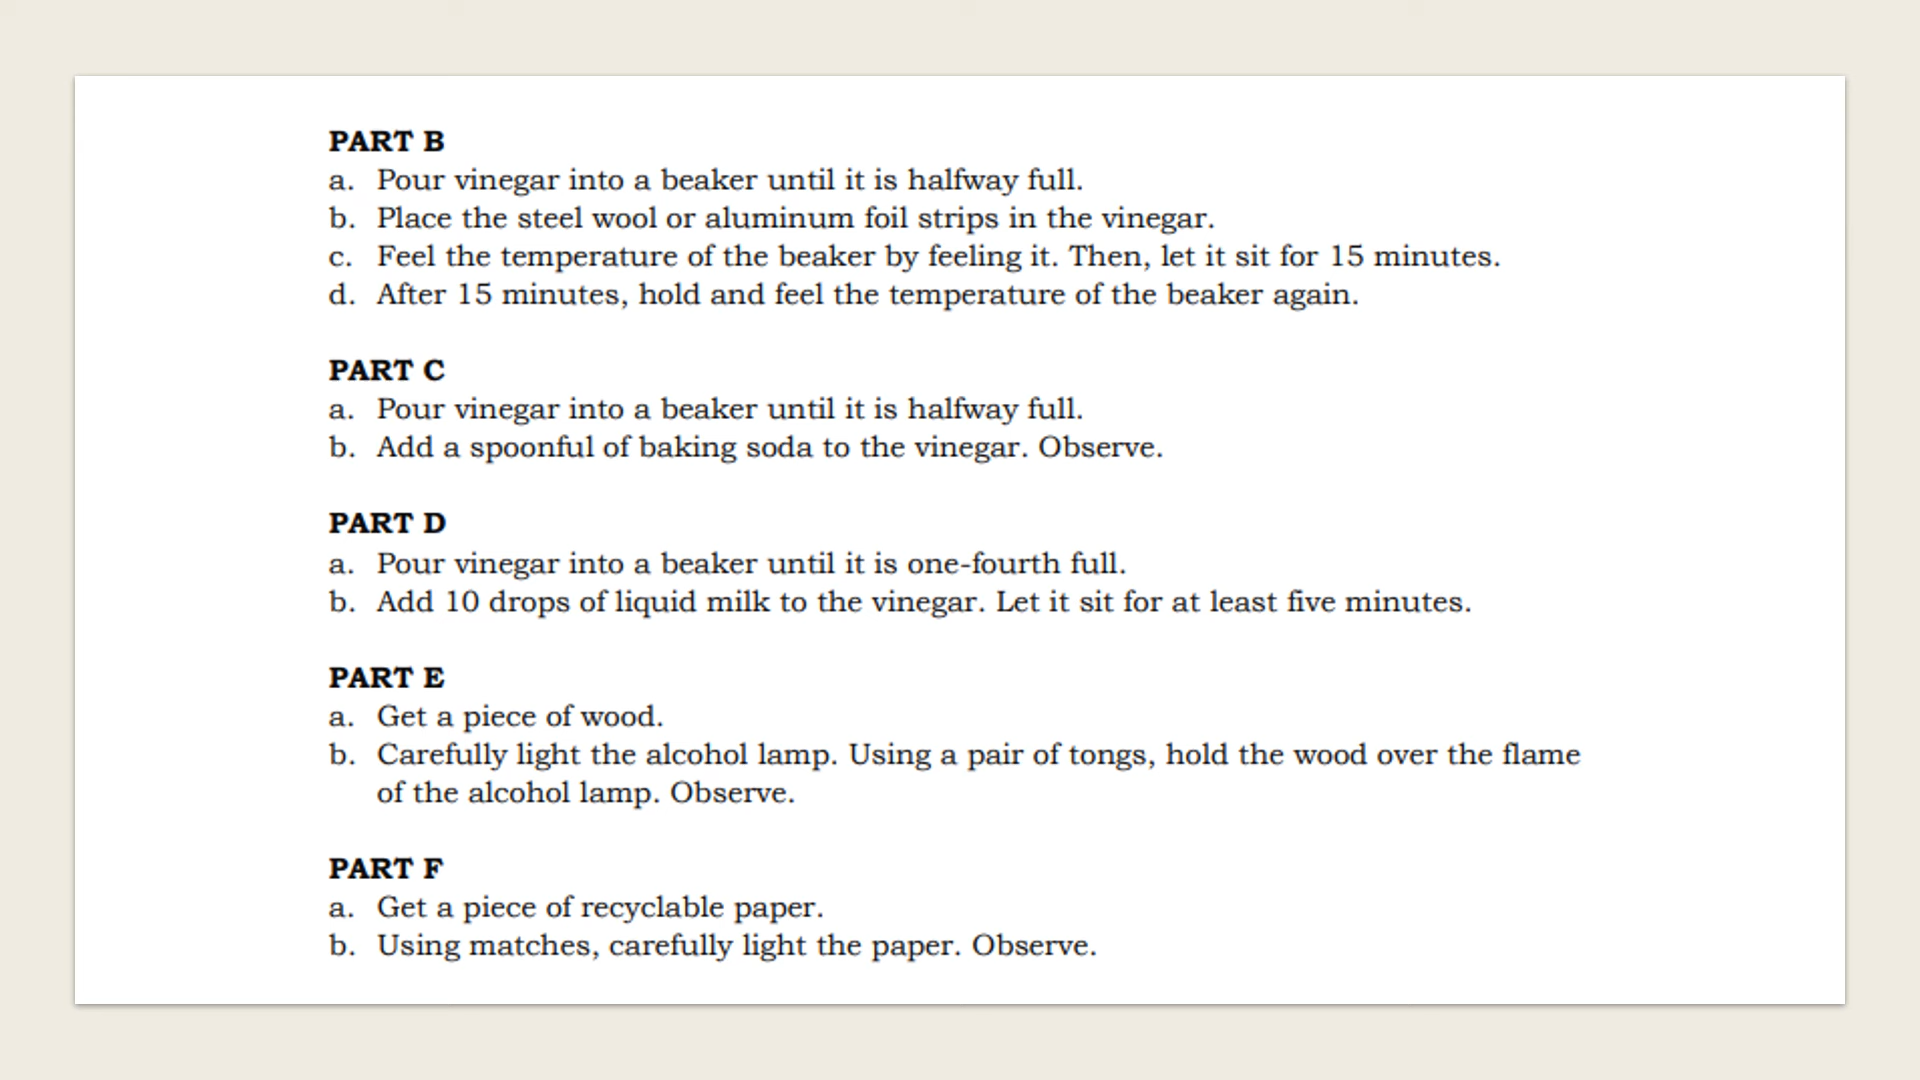 PART B
a. Pour vinegar into a beaker until it is halfway full.
b. Place the steel wool or aluminum foil strips in the vinegar.
c. Feel the temperature of the beaker by feeling it. Then, let it sit for 15 minutes.
d. After 15 minutes, hold and feel the temperature of the beaker again.
PART C
a. Pour vinegar into a beaker until it is halfway full.
b. Add a spoonful of baking soda to the vinegar. Observe.
PART D
a. Pour vinegar into a beaker until it is one-fourth full.
b. Add 10 drops of liquid milk to the vinegar. Let it sit for at least five minutes.
PART E
a. Get a piece of wood.
b. Carefully light the alcohol lamp. Using a pair of tongs, hold the wood over the flame
of the alcohol lamp. Observe.
PART F
a. Get a piece of recyclable paper.
b. Using matches, carefully light the paper. Observe.